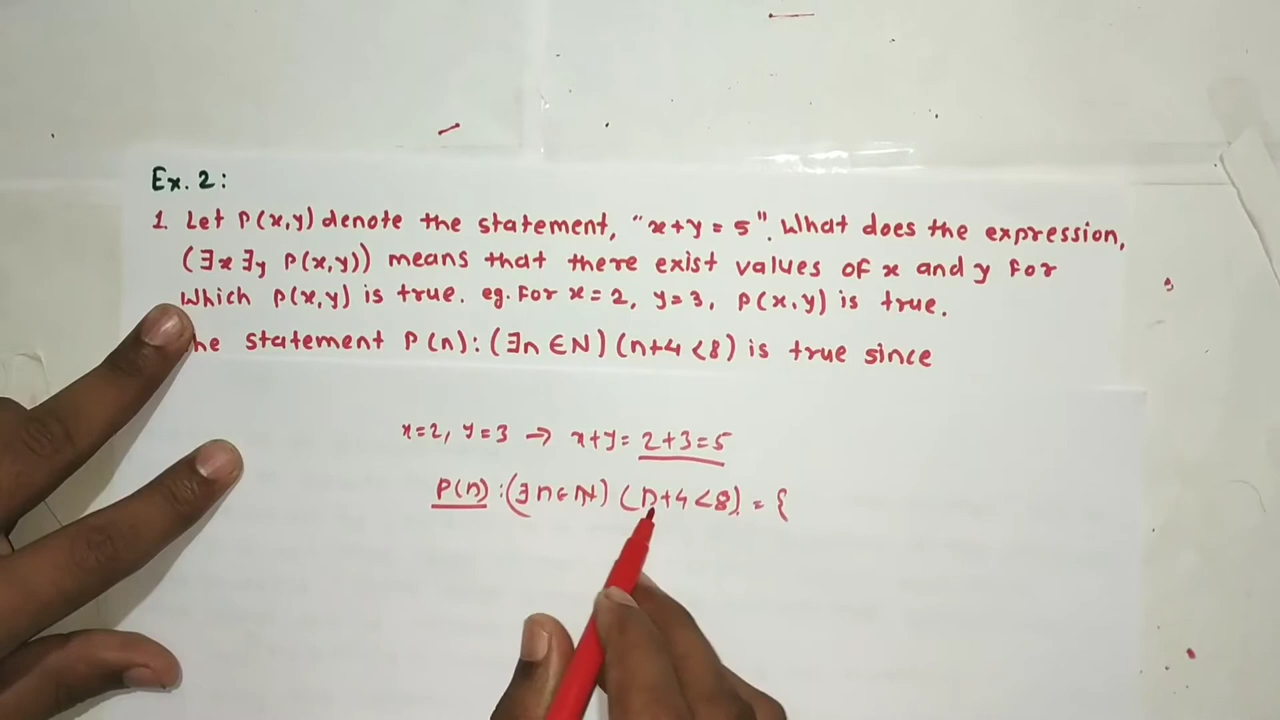 Ex. 2:
1. Let P(x,y) denote the statement, "x+y = 5". What does the expression,
(∃x ∃y P(x,y)) means that there exist values of x and y for
which P(x,y) is true. eg. For x=2, y=3, P(x,y) is true.
he statement P(n): (∃n ∈ N) (n+4 < 8) is true since
x=2, y=3 → x+y = 2+3=5
P(n) : (∃ n ∈ N) (n+4 < 8) = {